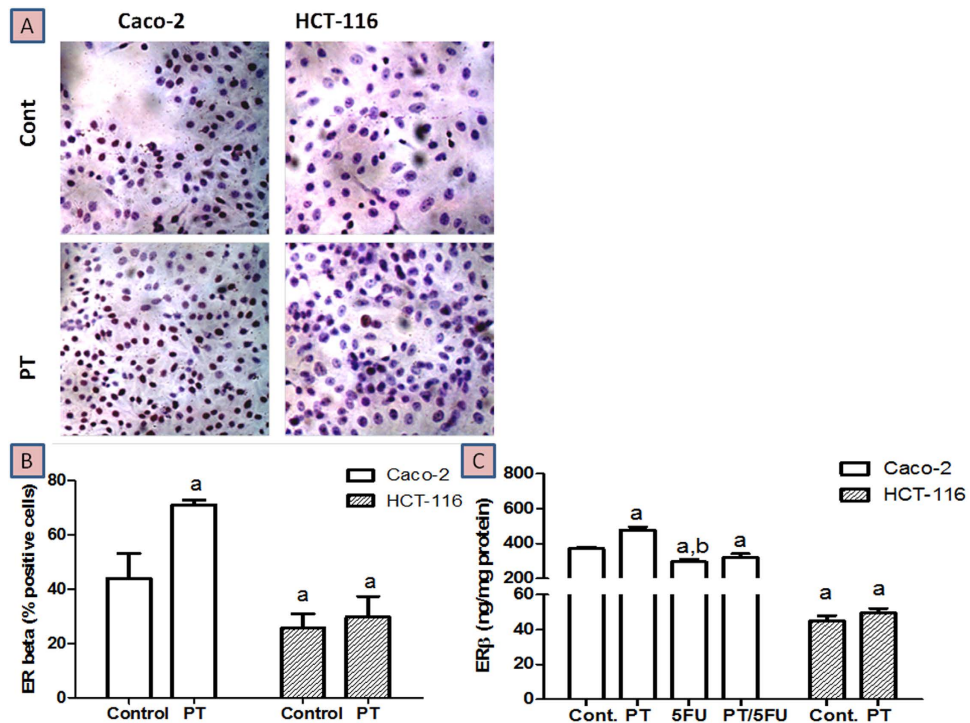 A
Caco-2
HCT-116
Cont
PT
B
ER beta (% positive cells)
80
60
40
20
0
a
a
a
Caco-2
HCT-116
Control
PT
Control
PT
C
ERβ (ng/mg protein)
800
600
400
200
60
40
20
0
a
a,b
a
a
a
Caco-2
HCT-116
Cont.
PT
5FU
PT/5FU
Cont.
PT